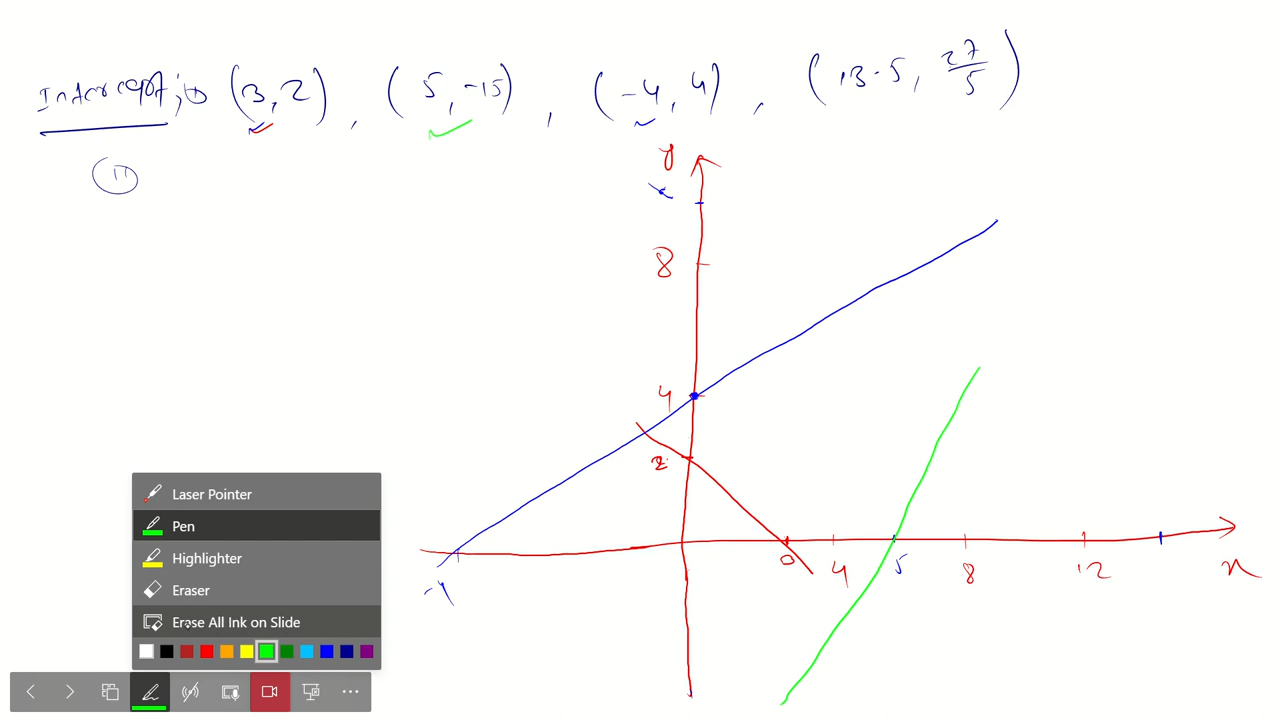 Intercept ; (3, 2) , (5, -15) , (-4, 4) , (13.5, 27/5)
11
y
8
4
2
-4 0 4 5 8 12 x
Laser Pointer
Pen
Highlighter
Eraser
Erase All Ink on Slide